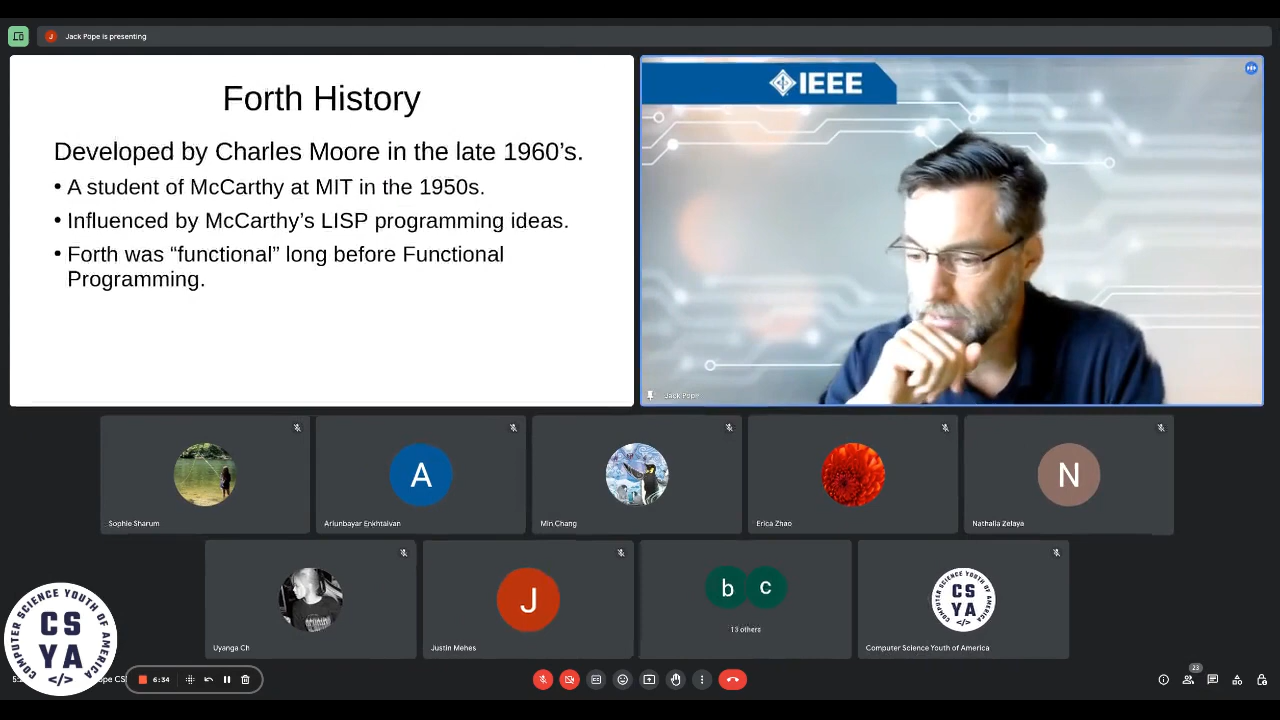 J
Jack Pope is presenting
Forth History
Developed by Charles Moore in the late 1960's.
• A student of McCarthy at MIT in the 1950s.
• Influenced by McCarthy's LISP programming ideas.
• Forth was “functional” long before Functional
Programming.
IEEE
Jack Pope
A
N
Sophie Sharum
Ariunbayar Enkhtaivan
Min Chang
Erica Zhao
Nathalia Zelaya
J
b
c
13 others
CS
YA
</>
Uyanga Ch
Justin Mehes
Computer Science Youth of America
COMPUTER SCIENCE YOUTH OF AMERICA
CS
YA
</>
6:34
23